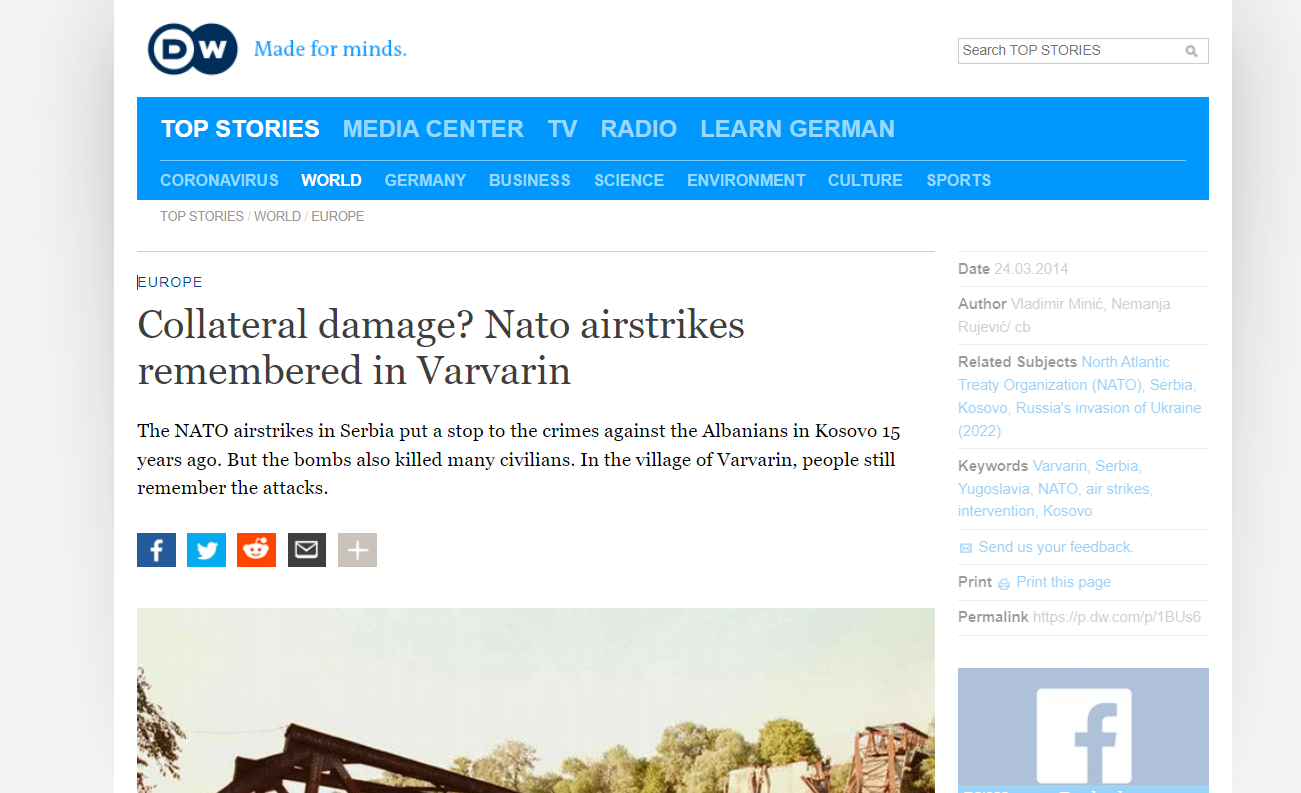 DW Made for minds.
Search TOP STORIES
TOP STORIES MEDIA CENTER TV RADIO LEARN GERMAN
CORONAVIRUS WORLD GERMANY BUSINESS SCIENCE ENVIRONMENT CULTURE SPORTS
TOP STORIES / WORLD / EUROPE
EUROPE
Collateral damage? Nato airstrikes
remembered in Varvarin
The NATO airstrikes in Serbia put a stop to the crimes against the Albanians in Kosovo 15
years ago. But the bombs also killed many civilians. In the village of Varvarin, people still
remember the attacks.
Date 24.03.2014
Author Vladimir Minić, Nemanja
Rujević/ cb
Related Subjects North Atlantic
Treaty Organization (NATO), Serbia,
Kosovo, Russia's invasion of Ukraine
(2022)
Keywords Varvarin, Serbia,
Yugoslavia, NATO, air strikes,
intervention, Kosovo
Send us your feedback.
Print Print this page
Permalink https://p.dw.com/p/1BUs6